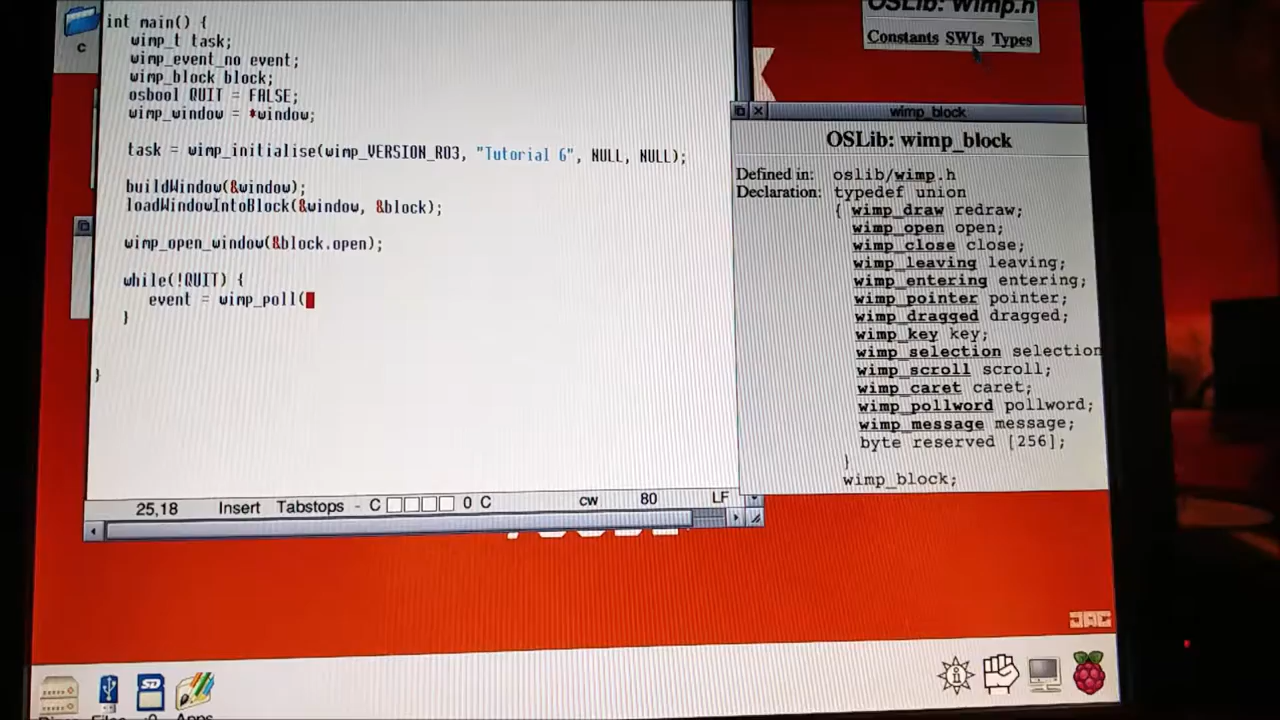 int main() {
wimp_t task;
wimp_event_no event;
wimp_block block;
osbool QUIT = FALSE;
wimp_window = *window;
task = wimp_initialise(wimp_VERSION_RO3, "Tutorial 6", NULL, NULL);
buildWindow(&window);
loadWindowIntoBlock(&window, &block);
wimp_open_window(&block.open);
while(!QUIT) {
event = wimp_poll(
}
}
c
25,18 Insert Tabstops - C 0 C cw 80 LF
OSLib: wimp.h
Constants SWIs Types
wimp_block
OSLib: wimp_block
Defined in: oslib/wimp.h
Declaration: typedef union
{ wimp_draw redraw;
wimp_open open;
wimp_close close;
wimp_leaving leaving;
wimp_entering entering;
wimp_pointer pointer;
wimp_dragged dragged;
wimp_key key;
wimp_selection selection
wimp_scroll scroll;
wimp_caret caret;
wimp_pollword pollword;
wimp_message message;
byte reserved [256];
}
wimp_block;
SD
Apps